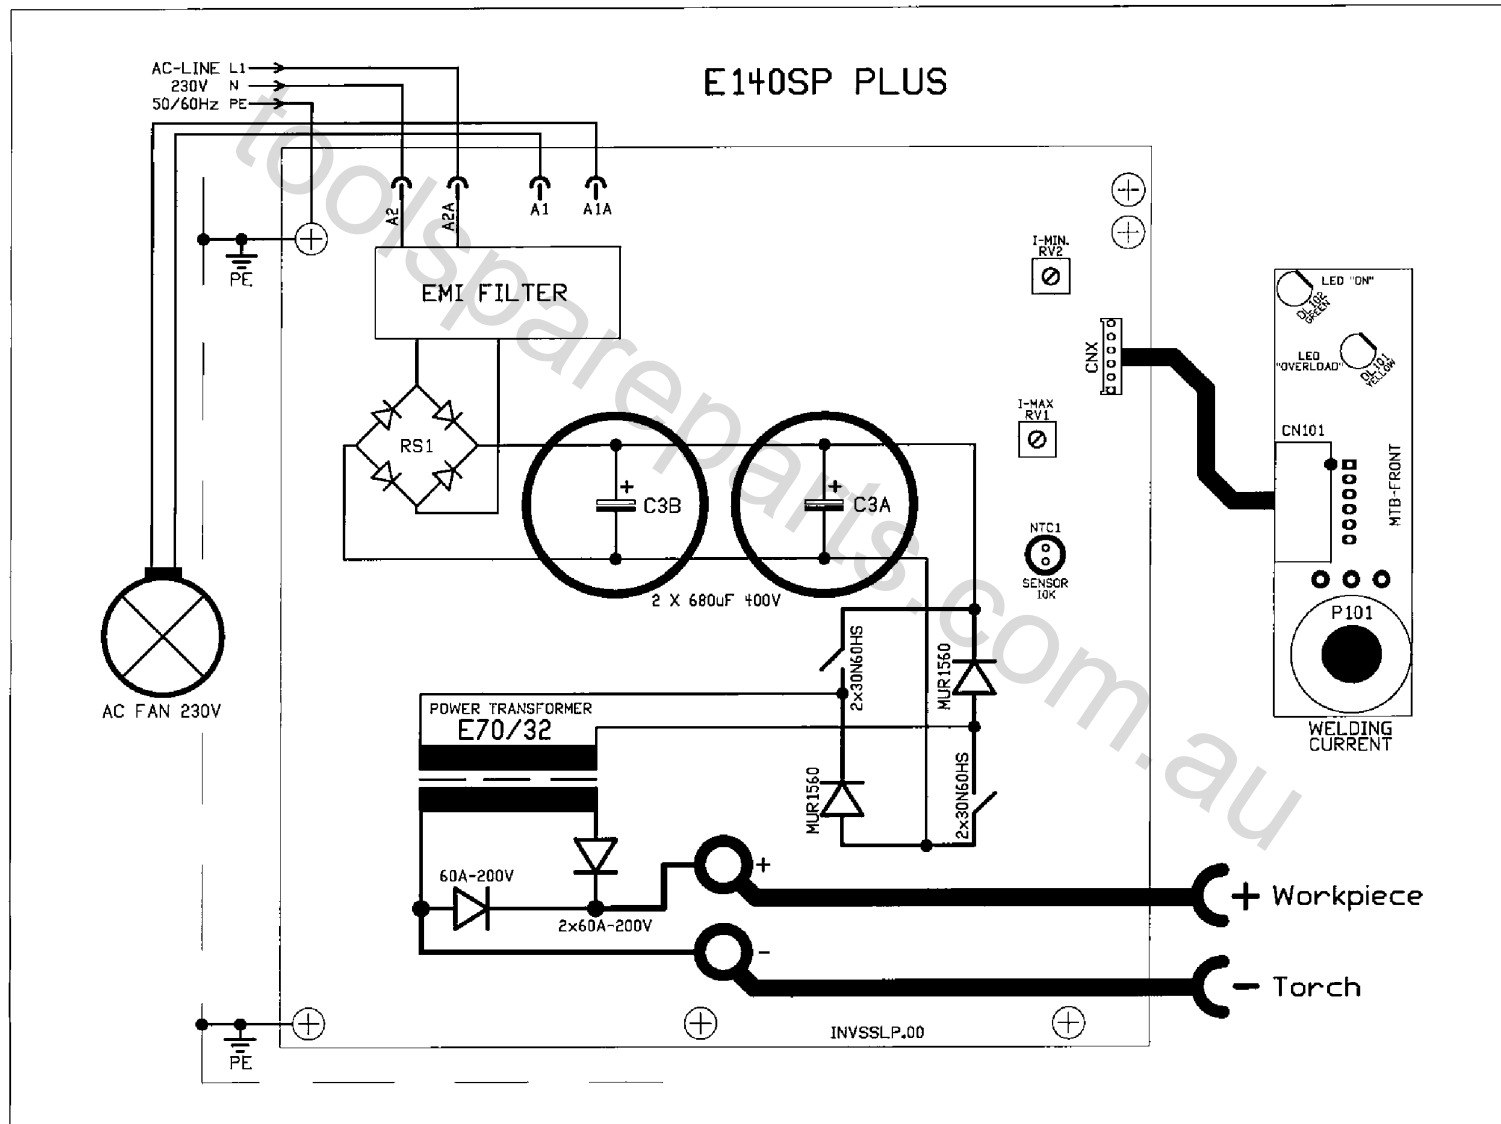 E140SP PLUS
AC-LINE L1
230V N
50/60Hz PE
A2
A2A
A1
A1A
PE
EMI FILTER
I-MIN.
RV2
LED "ON"
DL102
GREEN
LED
"OVERLOAD"
DL101
YELLOW
CNX
I-MAX
RV1
CN101
MTB-FRONT
RS1
+
C3B
+
C3A
2 X 680uF 400V
NTC1
SENSOR
10K
P101
WELDING
CURRENT
AC FAN 230V
2x30N60HS
MUR1560
POWER TRANSFORMER
E70/32
MUR1560
2x30N60HS
60A-200V
2x60A-200V
+
+ Workpiece
-
- Torch
PE
INVSSLP.00
toolspareparts.com.au